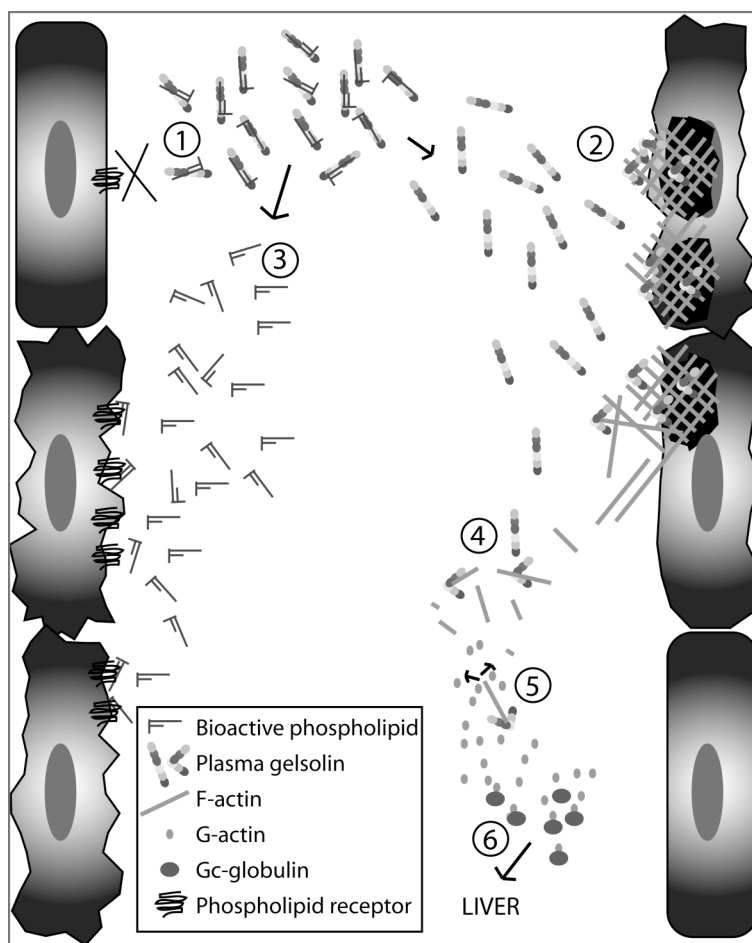 1
2
3
4
5
6
LIVER
Bioactive phospholipid
Plasma gelsolin
F-actin
G-actin
Gc-globulin
Phospholipid receptor